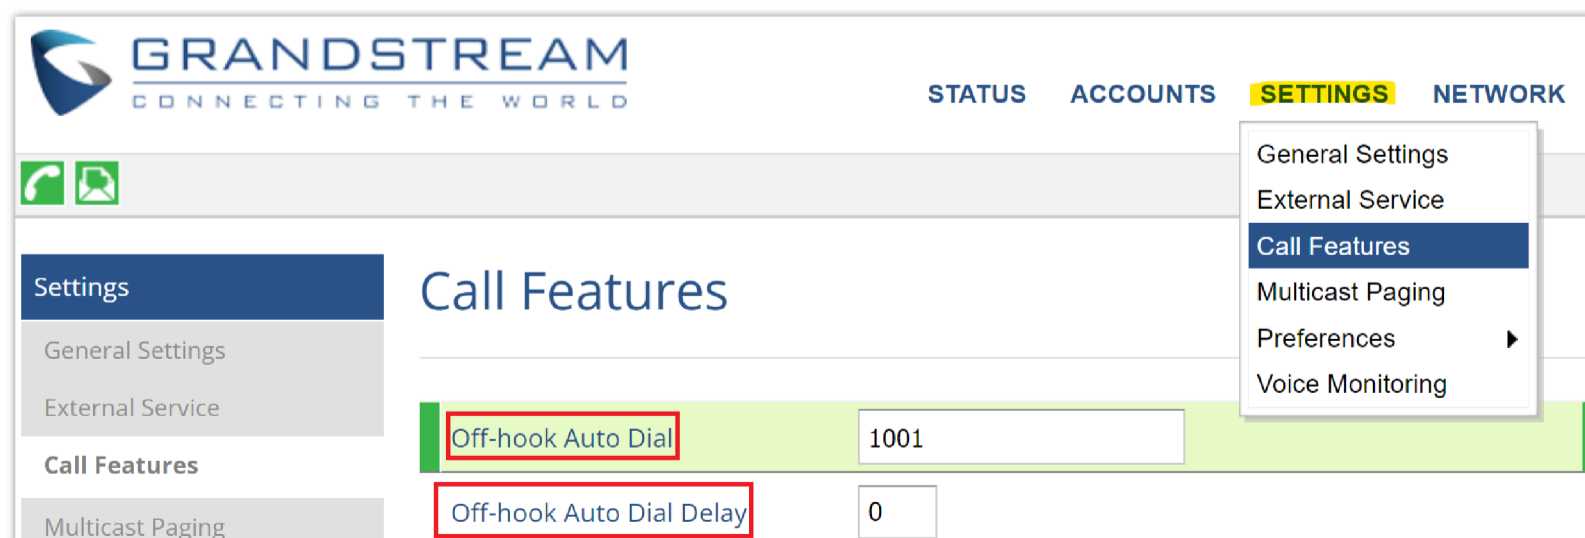 GRANDSTREAM
CONNECTING THE WORLD
STATUS ACCOUNTS SETTINGS NETWORK
General Settings
External Service
Call Features
Multicast Paging
Preferences
Voice Monitoring
Settings
General Settings
External Service
Call Features
Multicast Paging
Call Features
Off-hook Auto Dial 1001
Off-hook Auto Dial Delay 0